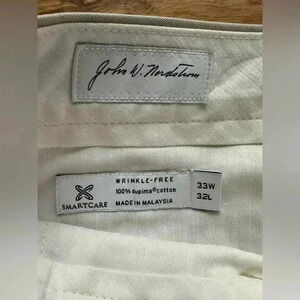 John W. Nordstrom
WRINKLE-FREE
100% Supima® cotton
MADE IN MALAYSIA
SMARTCARE
33W
32L